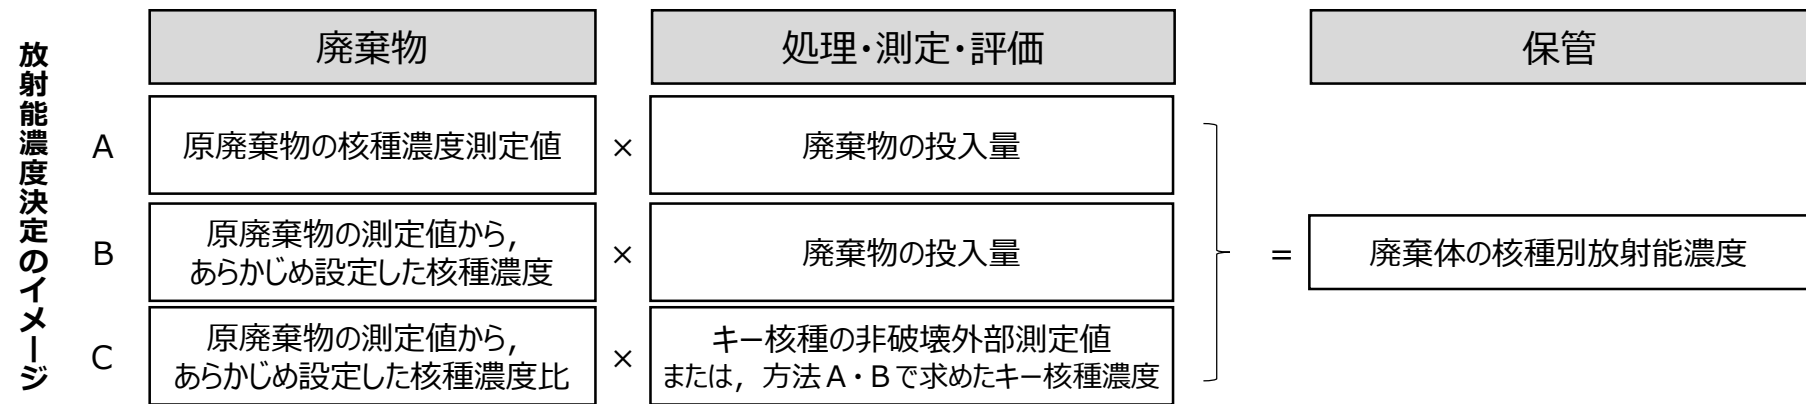 放射能濃度決定のイメージ
廃棄物
処理・測定・評価
保管
A
原廃棄物の核種濃度測定値
×
廃棄物の投入量
B
原廃棄物の測定値から，
あらかじめ設定した核種濃度
×
廃棄物の投入量
=
廃棄体の核種別放射能濃度
C
原廃棄物の測定値から，
あらかじめ設定した核種濃度比
×
キー核種の非破壊外部測定値
または，方法A・Bで求めたキー核種濃度